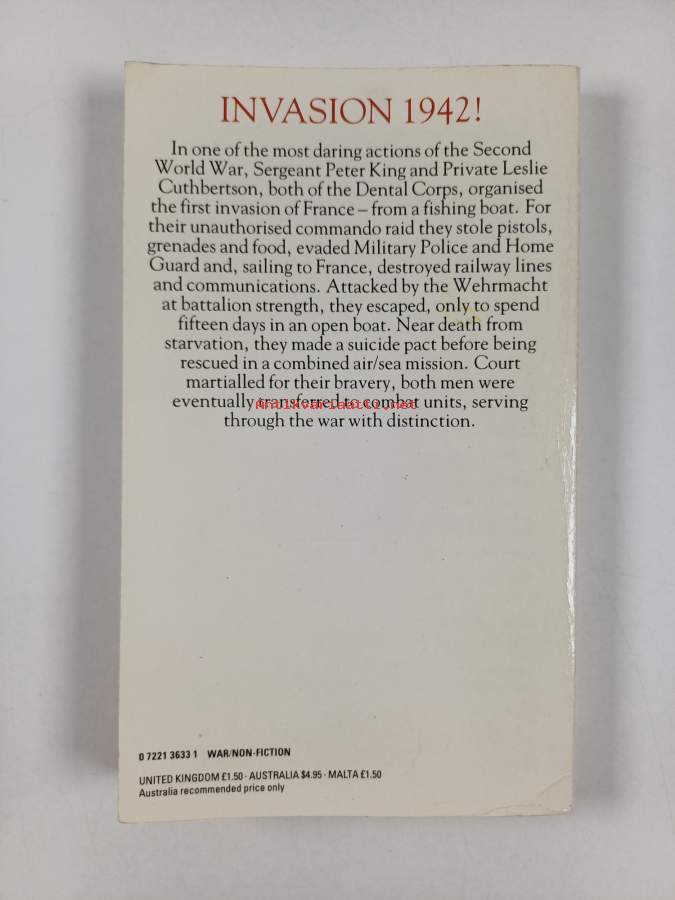 INVASION 1942!
In one of the most daring actions of the Second
World War, Sergeant Peter King and Private Leslie
Cuthbertson, both of the Dental Corps, organised
the first invasion of France – from a fishing boat. For
their unauthorised commando raid they stole pistols,
grenades and food, evaded Military Police and Home
Guard and, sailing to France, destroyed railway lines
and communications. Attacked by the Wehrmacht
at battalion strength, they escaped, only to spend
fifteen days in an open boat. Near death from
starvation, they made a suicide pact before being
rescued in a combined air/sea mission. Court
martialled for their bravery, both men were
eventually transferred to combat units, serving
Antikvariaatti.net
through the war with distinction.
0 7221 3633 1 WAR/NON-FICTION
UNITED KINGDOM £1.50 · AUSTRALIA $4.95 · MALTA £1.50
Australia recommended price only